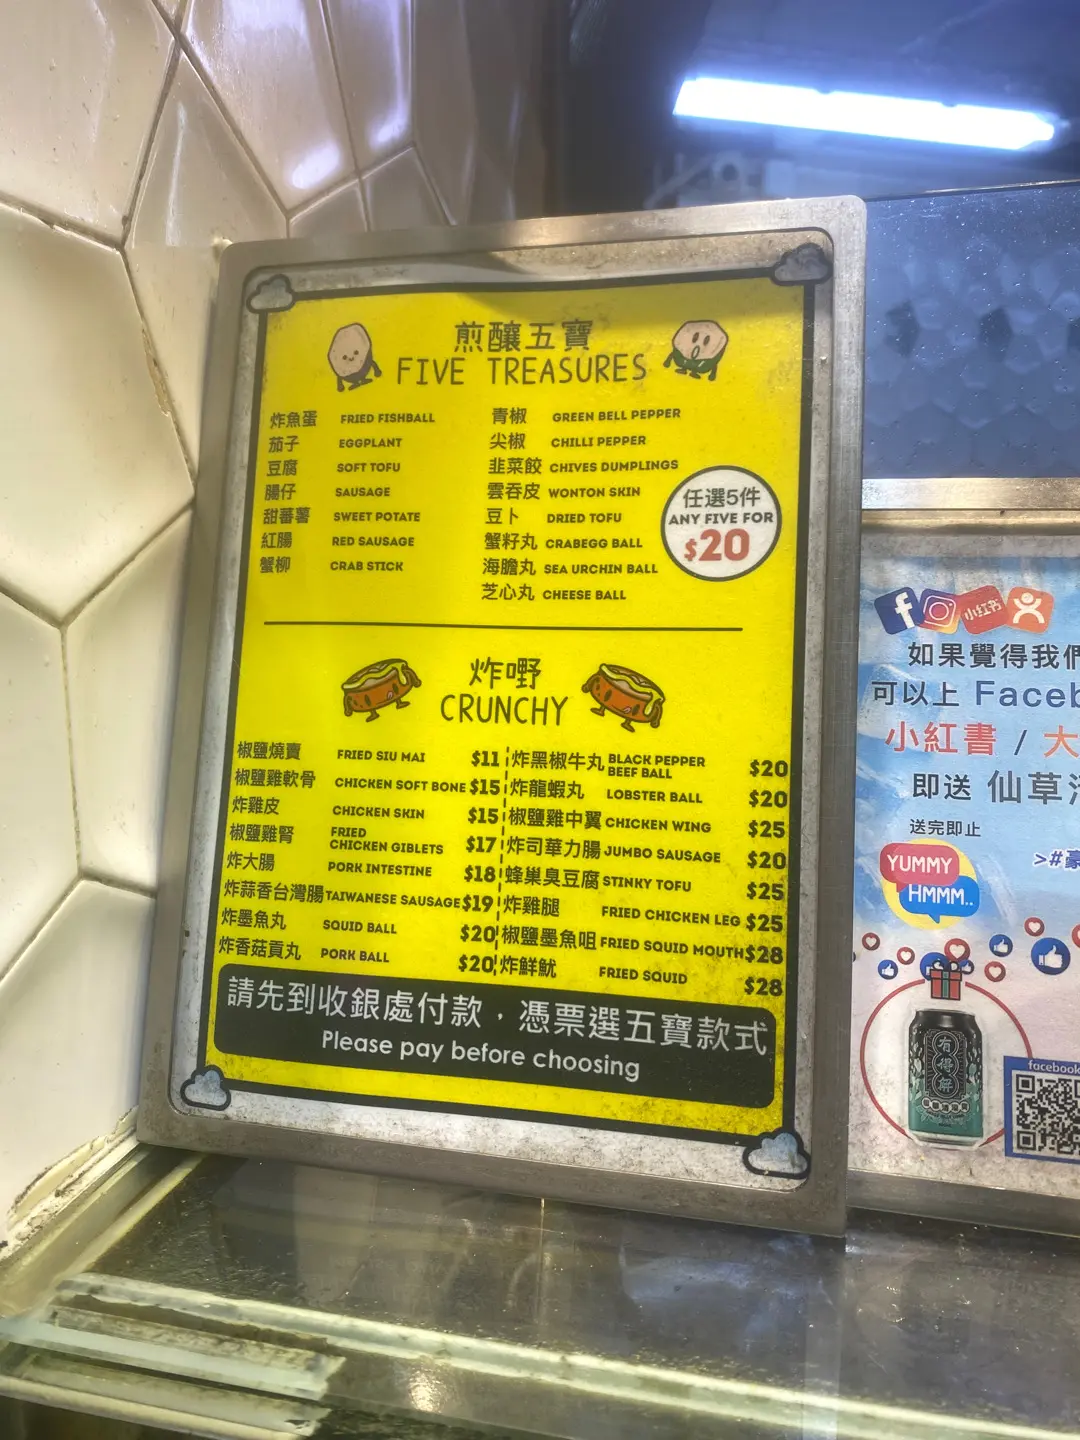 煎釀五寶
FIVE TREASURES
炸魚蛋 FRIED FISHBALL
茄子 EGGPLANT
豆腐 SOFT TOFU
腸仔 SAUSAGE
甜蕃薯 SWEET POTATE
紅腸 RED SAUSAGE
蟹柳 CRAB STICK
青椒 GREEN BELL PEPPER
尖椒 CHILLI PEPPER
韭菜餃 CHIVES DUMPLINGS
雲吞皮 WONTON SKIN
豆卜 DRIED TOFU
蟹籽丸 CRABEGG BALL
海膽丸 SEA URCHIN BALL
芝心丸 CHEESE BALL
任選5件
ANY FIVE FOR
$20
炸嘢
CRUNCHY
椒鹽燒賣 FRIED SIU MAI $11
椒鹽雞軟骨 CHICKEN SOFT BONE $15
炸雞皮 CHICKEN SKIN $15
椒鹽雞腎 FRIED CHICKEN GIBLETS $17
炸大腸 PORK INTESTINE $18
炸蒜香台灣腸 TAIWANESE SAUSAGE $19
炸墨魚丸 SQUID BALL $20
炸香菇貢丸 PORK BALL $20
炸黑椒牛丸 BLACK PEPPER BEEF BALL $20
炸龍蝦丸 LOBSTER BALL $20
椒鹽雞中翼 CHICKEN WING $25
炸司華力腸 JUMBO SAUSAGE $20
蜂巢臭豆腐 STINKY TOFU $25
炸雞腿 FRIED CHICKEN LEG $25
椒鹽墨魚咀 FRIED SQUID MOUTH $28
炸鮮魷 FRIED SQUID $28
請先到收銀處付款，憑票選五寶款式
Please pay before choosing
小红书
如果覺得我們
可以上 Faceb
小紅書 / 大
即送 仙草
送完即止
YUMMY
HMMM..
>#豪
有得解
facebook